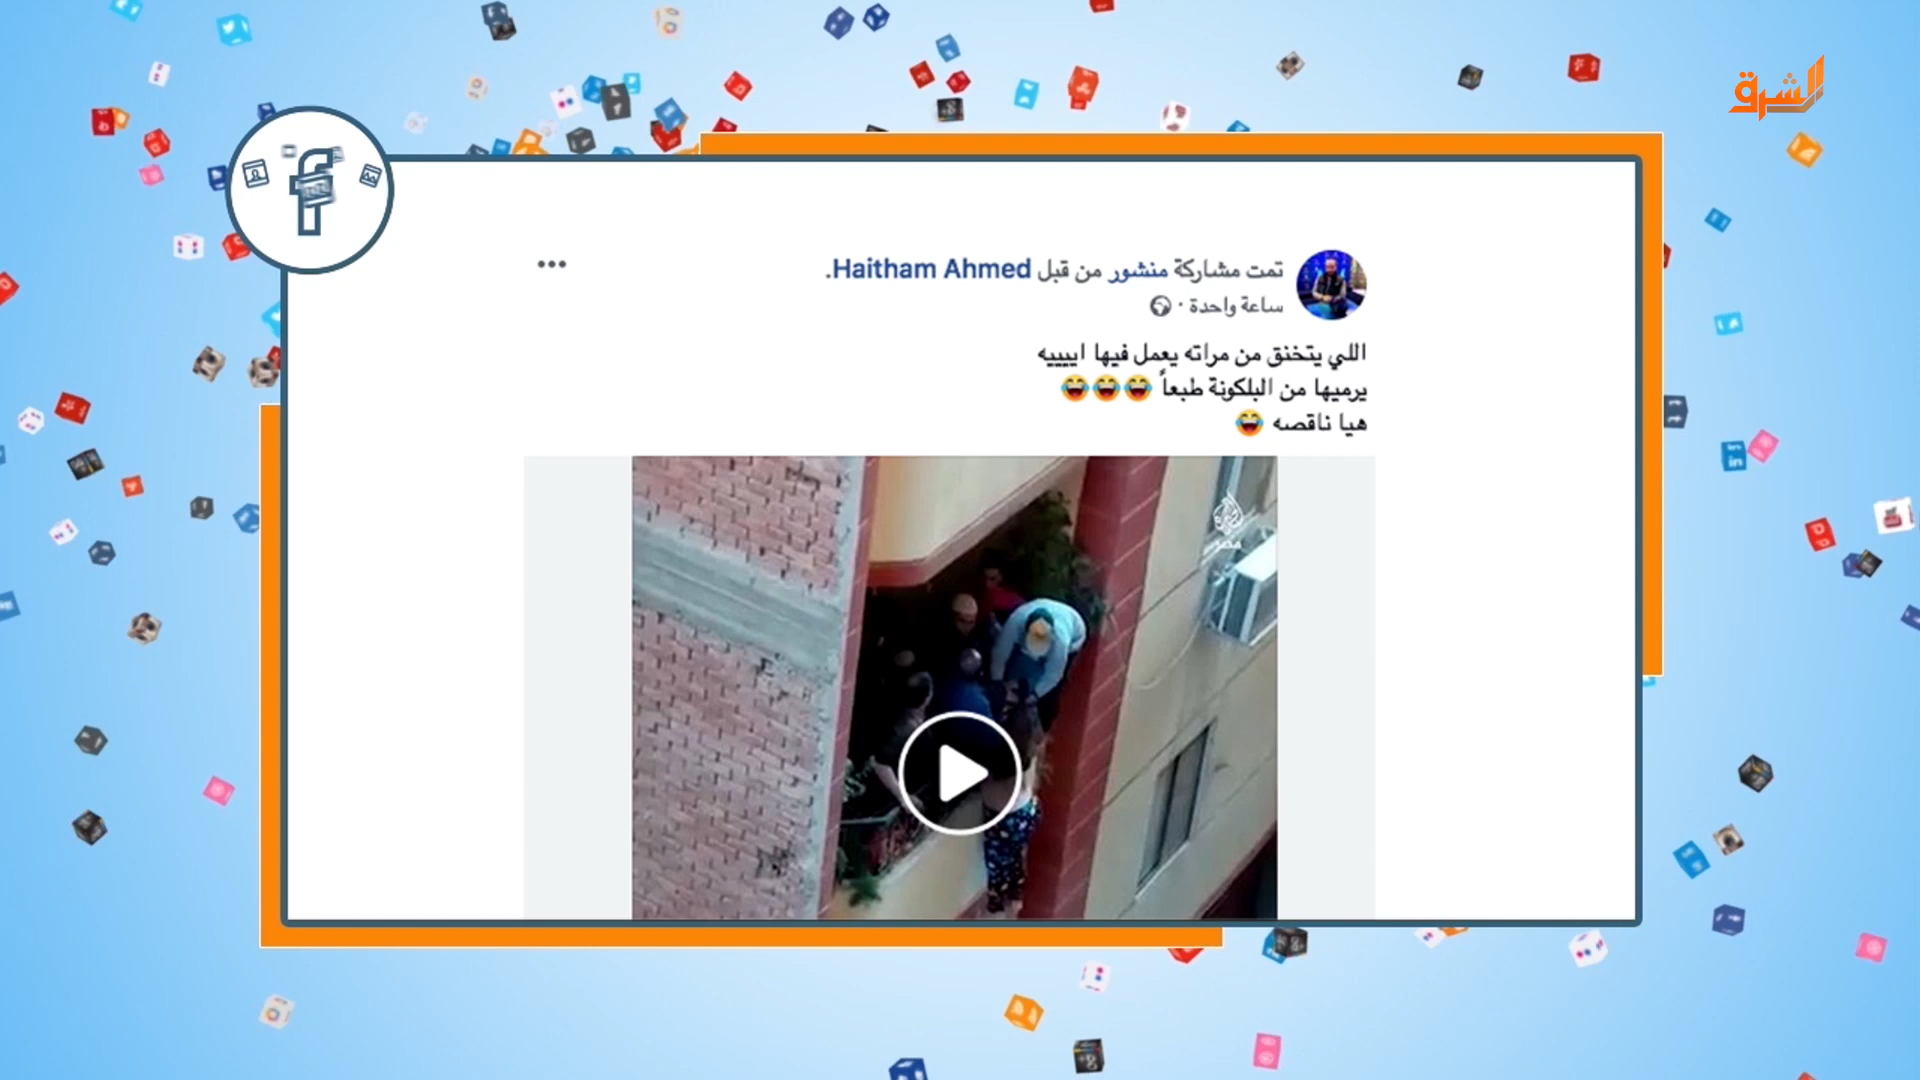 الشرق
تمت مشاركة منشور من قبل Haitham Ahmed.
ساعة واحدة ·
اللي يتخنق من مراته يعمل فيها اييييه
يرميها من البلكونة طبعاً 😂😂😂
هيا ناقصه 😂
مصر